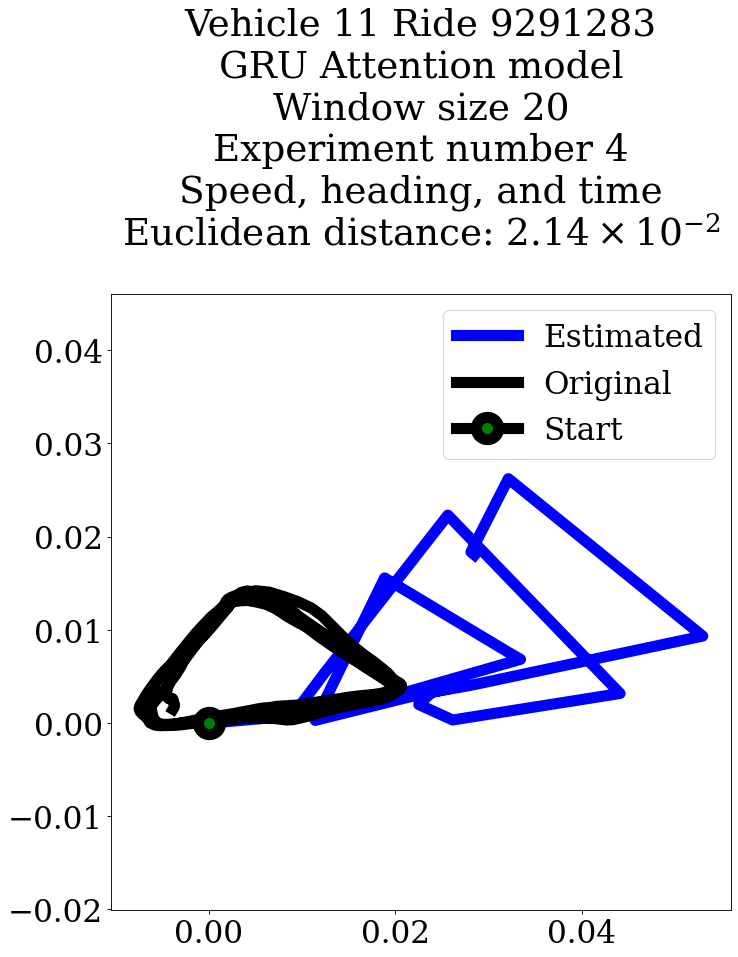 Vehicle 11 Ride 9291283
GRU Attention model
Window size 20
Experiment number 4
Speed, heading, and time
Euclidean distance: 2.14 × 10⁻²
Estimated
Original
Start
0.04
0.03
0.02
0.01
0.00
−0.01
−0.02
0.00 0.02 0.04